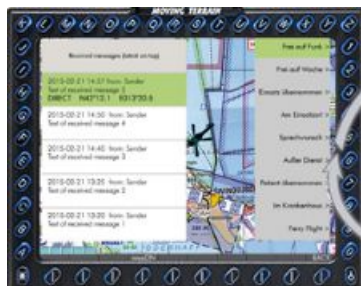 MOVING TERRAIN
Received messages (latest on top)
2015-02-21 14:57 from: Sender
Text of received message 5
DIRECT N47°13.1 E013°20.6
2015-02-21 14:50 from: Sender
Text of received message 4
2015-02-21 14:40 from: Sender
Text of received message 3
2015-02-21 13:25 from: Sender
Text of received message 2
2015-02-21 13:20 from: Sender
Text of received message 1
Frei auf Funk >
Frei auf Wache >
Einsatz übernommen >
Am Einsatzort >
Sprechwunsch >
Außer Dienst >
Patient übernommen >
Im Krankenhaus >
Ferry Flight >
BACK